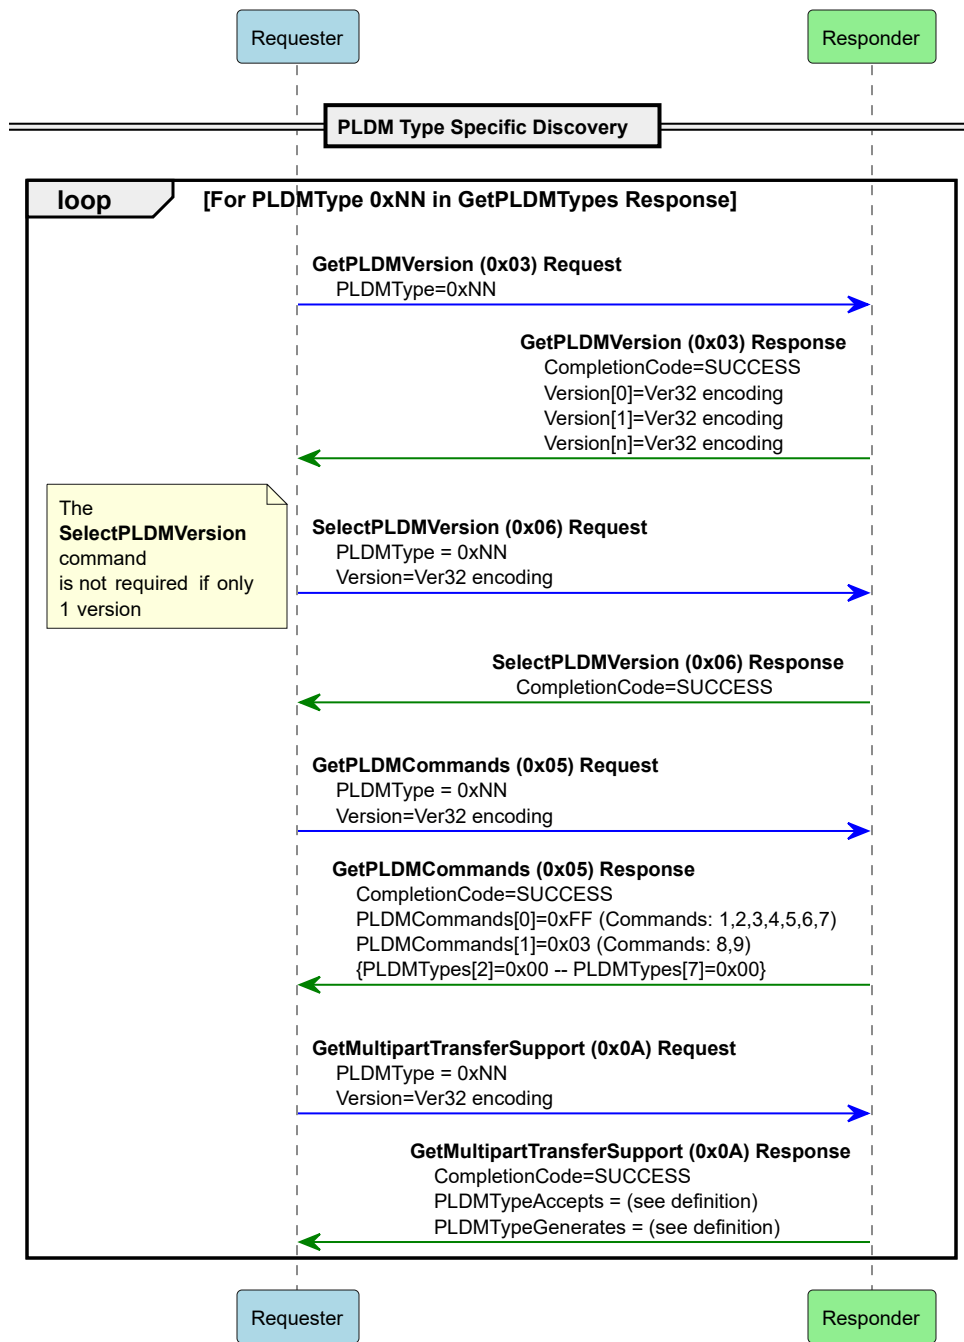 Requester
Responder
PLDM Type Specific Discovery
loop
[For PLDMType 0xNN in GetPLDMTypes Response]
GetPLDMVersion (0x03) Request
PLDMType=0xNN
GetPLDMVersion (0x03) Response
CompletionCode=SUCCESS
Version[0]=Ver32 encoding
Version[1]=Ver32 encoding
Version[n]=Ver32 encoding
The
SelectPLDMVersion
command
is not required if only
1 version
SelectPLDMVersion (0x06) Request
PLDMType = 0xNN
Version=Ver32 encoding
SelectPLDMVersion (0x06) Response
CompletionCode=SUCCESS
GetPLDMCommands (0x05) Request
PLDMType = 0xNN
Version=Ver32 encoding
GetPLDMCommands (0x05) Response
CompletionCode=SUCCESS
PLDMCommands[0]=0xFF (Commands: 1,2,3,4,5,6,7)
PLDMCommands[1]=0x03 (Commands: 8,9)
{PLDMTypes[2]=0x00 -- PLDMTypes[7]=0x00}
GetMultipartTransferSupport (0x0A) Request
PLDMType = 0xNN
Version=Ver32 encoding
GetMultipartTransferSupport (0x0A) Response
CompletionCode=SUCCESS
PLDMTypeAccepts = (see definition)
PLDMTypeGenerates = (see definition)
Requester
Responder